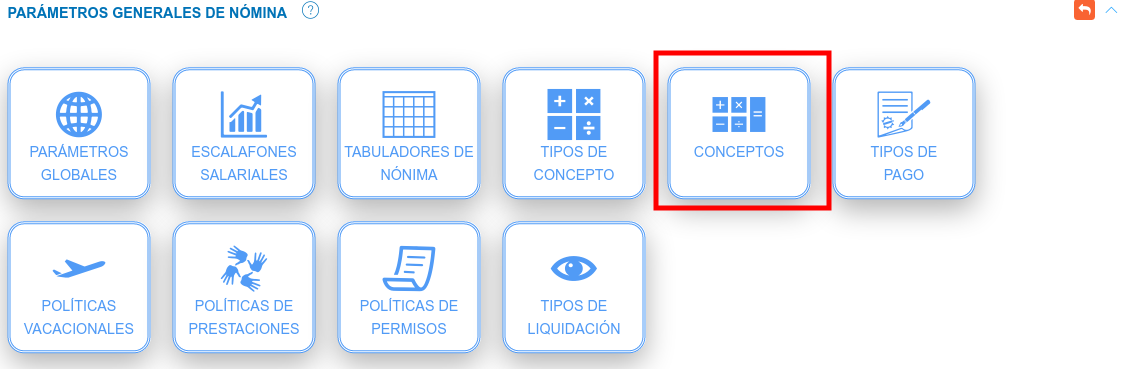 PARÁMETROS GENERALES DE NÓMINA ?
PARÁMETROS
GLOBALES
ESCALAFONES
SALARIALES
TABULADORES DE
NÓNIMA
TIPOS DE
CONCEPTO
CONCEPTOS
TIPOS DE
PAGO
POLÍTICAS
VACACIONALES
POLÍTICAS DE
PRESTACIONES
POLÍTICAS DE
PERMISOS
TIPOS DE
LIQUIDACIÓN